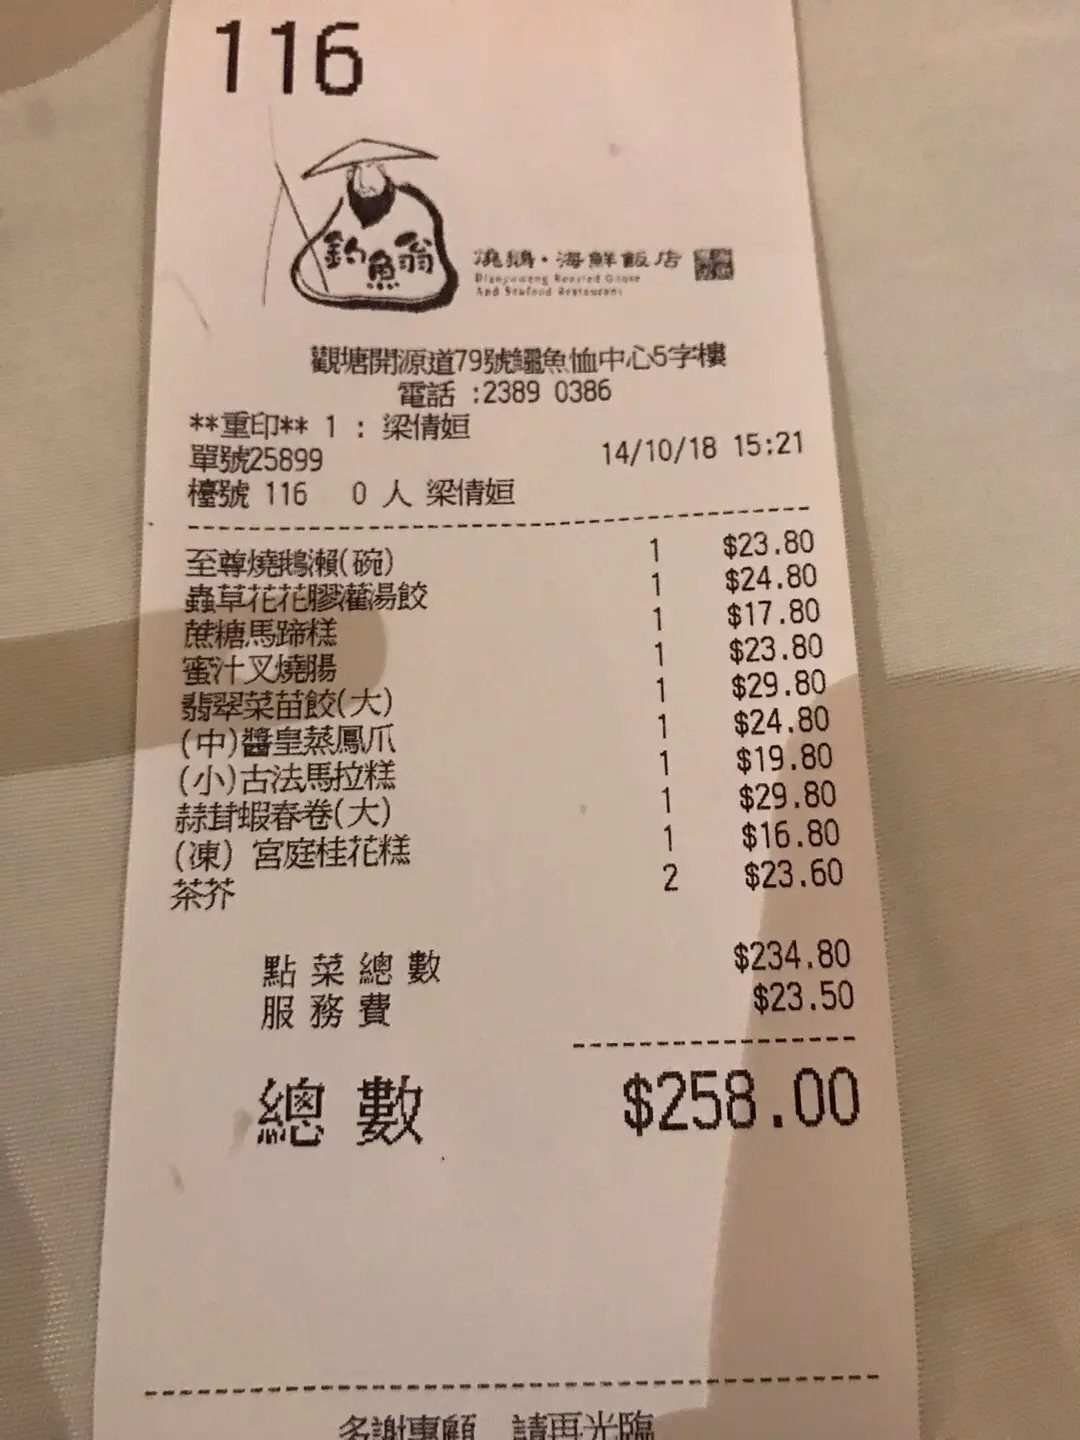 116
釣魚翁
燒鵝·海鮮飯店
Diaoyuweng Roasted Goose
And Seafood Restaurant
觀塘開源道79號鱷魚恤中心5字樓
電話 :2389 0386
**重印** 1 : 梁倩姮
單號25899 14/10/18 15:21
檯號 116 0 人 梁倩姮
至尊燒鵝瀨(碗) 1 $23.80
蟲草花花膠灌湯餃 1 $24.80
蔗糖馬蹄糕 1 $17.80
蜜汁叉燒腸 1 $23.80
翡翠菜苗餃(大) 1 $29.80
(中)醬皇蒸鳳爪 1 $24.80
(小)古法馬拉糕 1 $19.80
蒜茸蝦春卷(大) 1 $29.80
(凍) 宮庭桂花糕 1 $16.80
茶芥 2 $23.60
點菜總數 $234.80
服務費 $23.50
總數 $258.00
多謝惠顧 請再光臨